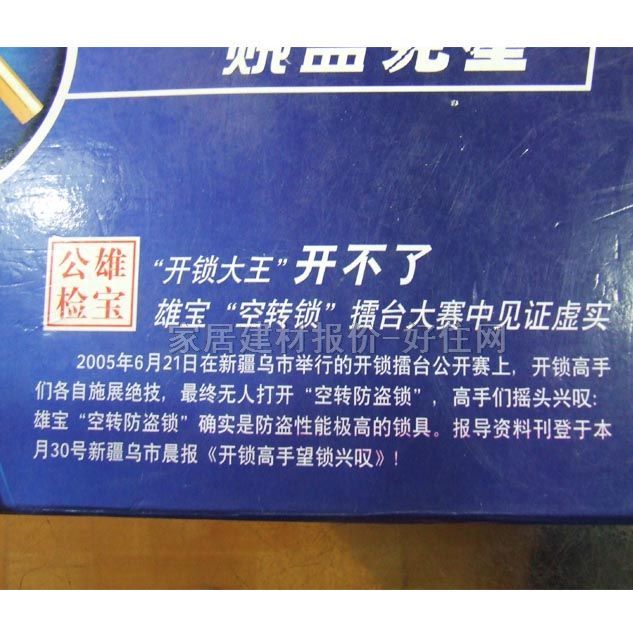 克星
雄宝
公检
“开锁大王”开不了
雄宝“空转锁”擂台大赛中见证虚实
家居建材报价-好住网
2005年6月21日在新疆乌市举行的开锁擂台公开赛上，开锁高手
们各自施展绝技，最终无人打开“空转防盗锁”，高手们摇头兴叹:
雄宝“空转防盗锁”确实是防盗性能极高的锁具。报导资料刊登于本
月30号新疆乌市晨报《开锁高手望锁兴叹》!